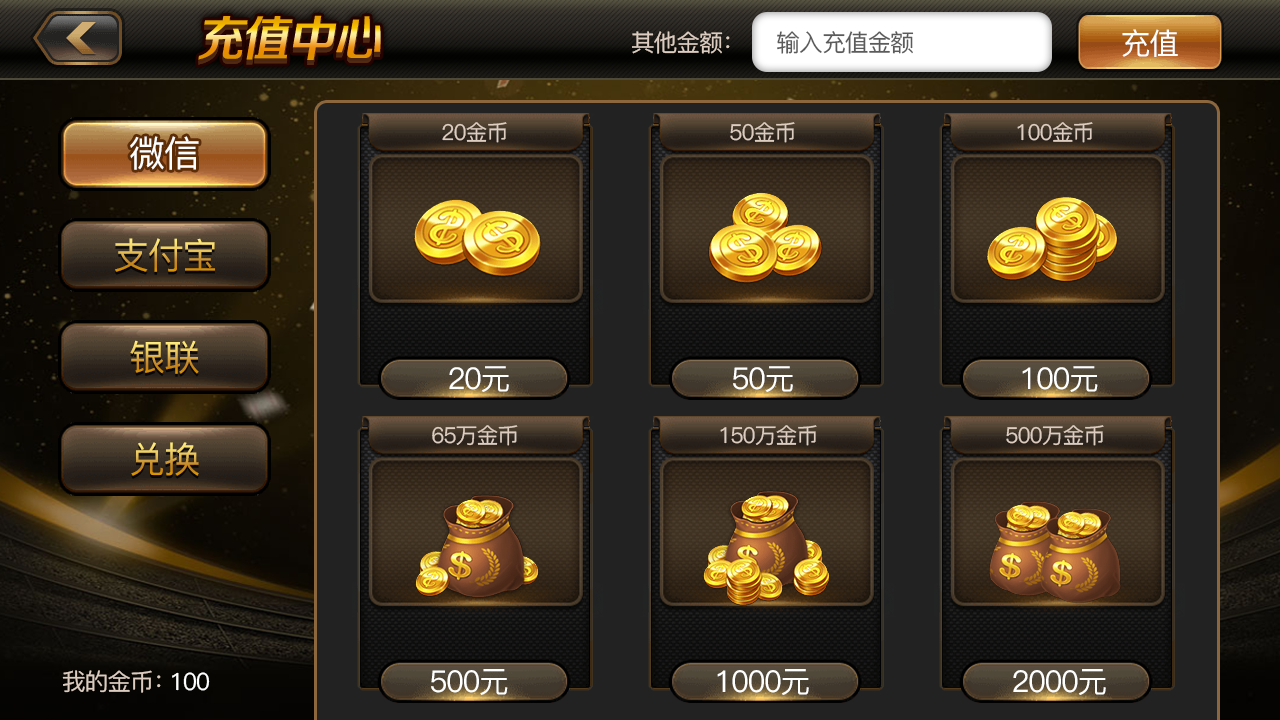 充值中心
其他金额：
输入充值金额
充值
微信
支付宝
银联
兑换
我的金币：100
20金币
50金币
100金币
20元
50元
100元
65万金币
150万金币
500万金币
500元
1000元
2000元